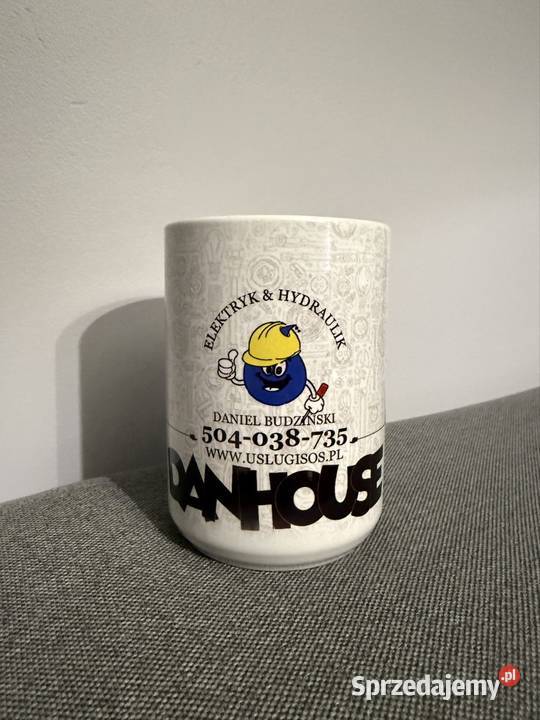 ELEKTRYK & HYDRAULIK
DANIEL BUDZIŃSKI
504-038-735
WWW.USLUGISOS.PL
DANHOUSE
Sprzedajemy.pl